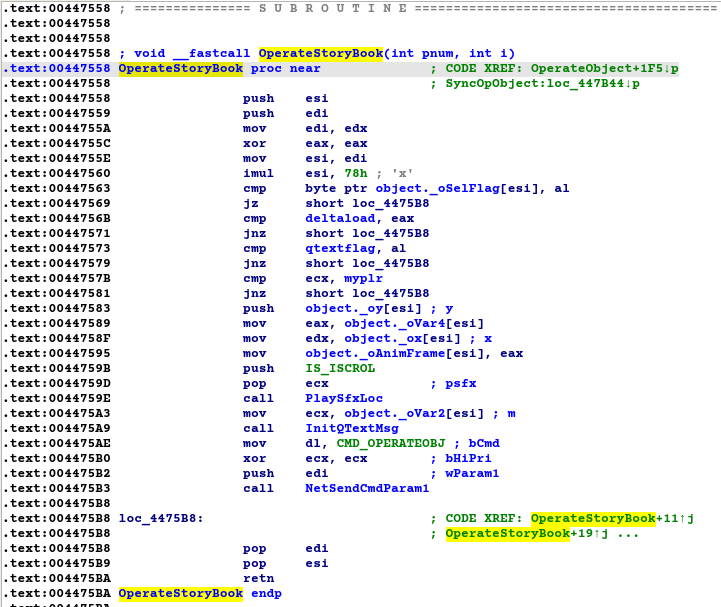 .text:00447558 ; =============== S U B R O U T I N E =======================================
.text:00447558
.text:00447558
.text:00447558 ; void __fastcall OperateStoryBook(int pnum, int i)
.text:00447558 OperateStoryBook proc near ; CODE XREF: OperateObject+1F5↓p
.text:00447558 ; SyncOpObject:loc_447B44↓p
.text:00447558 push esi
.text:00447559 push edi
.text:0044755A mov edi, edx
.text:0044755C xor eax, eax
.text:0044755E mov esi, edi
.text:00447560 imul esi, 78h ; 'x'
.text:00447563 cmp byte ptr object._oSelFlag[esi], al
.text:00447569 jz short loc_4475B8
.text:0044756B cmp deltaload, eax
.text:00447571 jnz short loc_4475B8
.text:00447573 cmp qtextflag, al
.text:00447579 jnz short loc_4475B8
.text:0044757B cmp ecx, myplr
.text:00447581 jnz short loc_4475B8
.text:00447583 push object._oy[esi] ; y
.text:00447589 mov eax, object._oVar4[esi]
.text:0044758F mov edx, object._ox[esi] ; x
.text:00447595 mov object._oAnimFrame[esi], eax
.text:0044759B push IS_ISCROL
.text:0044759D pop ecx ; psfx
.text:0044759E call PlaySfxLoc
.text:004475A3 mov ecx, object._oVar2[esi] ; m
.text:004475A9 call InitQTextMsg
.text:004475AE mov dl, CMD_OPERATEOBJ ; bCmd
.text:004475B0 xor ecx, ecx ; bHiPri
.text:004475B2 push edi ; wParam1
.text:004475B3 call NetSendCmdParam1
.text:004475B8
.text:004475B8 loc_4475B8: ; CODE XREF: OperateStoryBook+11↑j
.text:004475B8 ; OperateStoryBook+19↑j ...
.text:004475B8 pop edi
.text:004475B9 pop esi
.text:004475BA retn
.text:004475BA OperateStoryBook endp